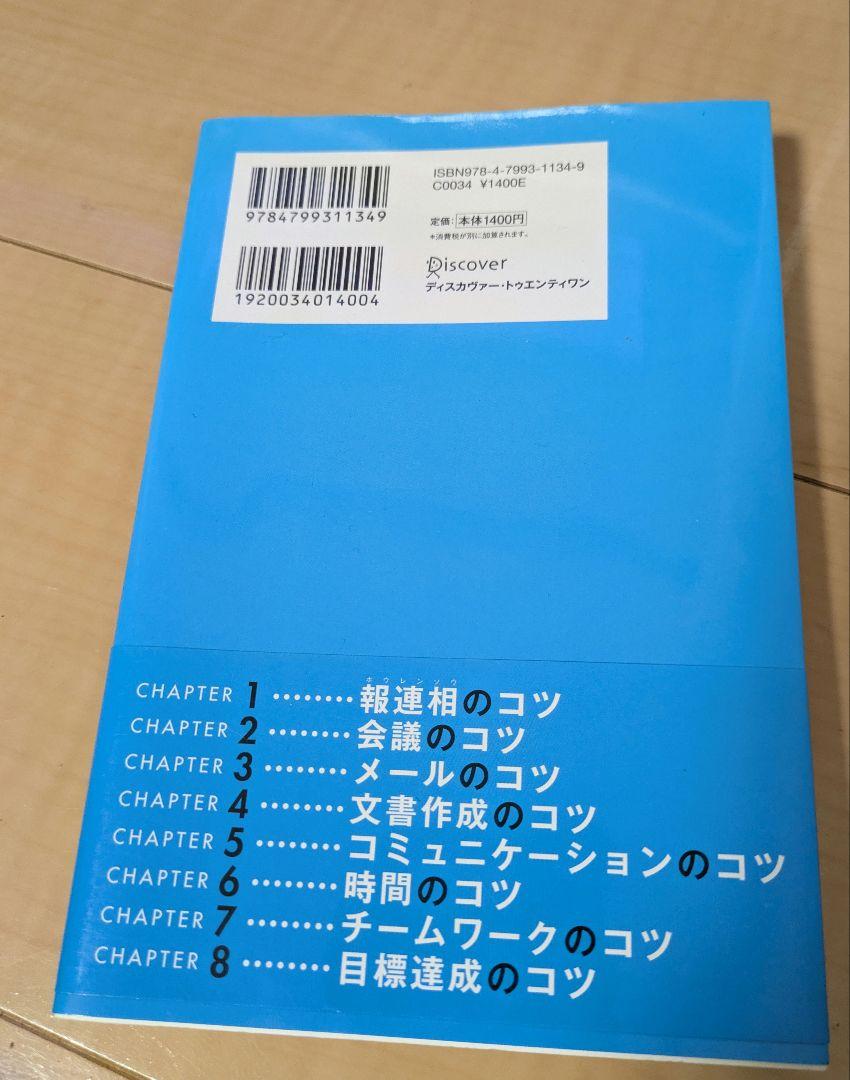 9784799311349
1920034014004
ISBN978-4-7993-1134-9
C0034 ¥1400E
定価：本体1400円
*消費税が別に加算されます。
Discover
ディスカヴァー・トゥエンティワン
ホウレンソウ
CHAPTER 1 ········報連相のコツ
CHAPTER 2 ········会議のコツ
CHAPTER 3 ········メールのコツ
CHAPTER 4 ········文書作成のコツ
CHAPTER 5 ········コミュニケーションのコツ
CHAPTER 6 ········時間のコツ
CHAPTER 7 ········チームワークのコツ
CHAPTER 8 ········目標達成のコツ